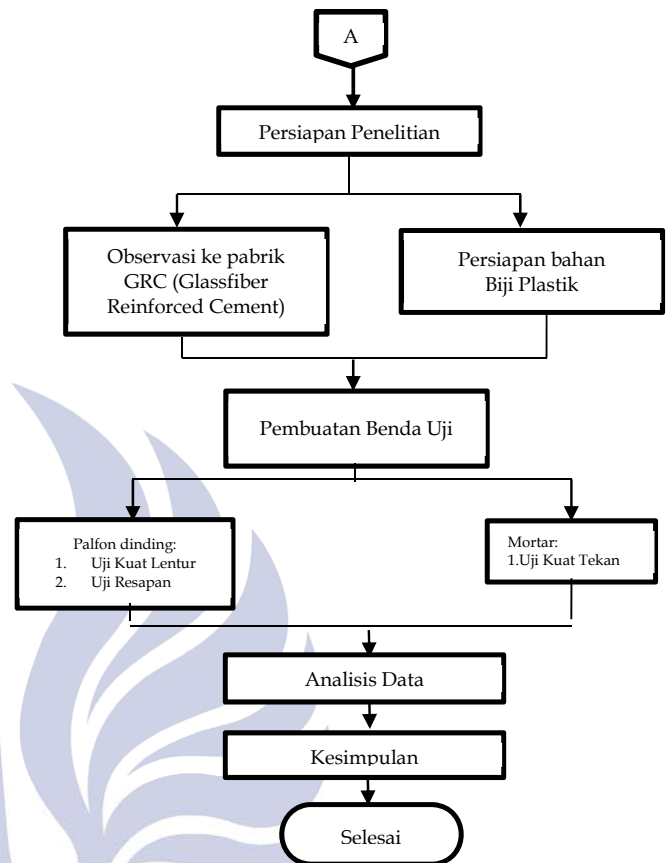 A
Persiapan Penelitian
Observasi ke pabrik
GRC (Glassfiber
Reinforced Cement)
Persiapan bahan
Biji Plastik
Pembuatan Benda Uji
Palfon dinding:
1. Uji Kuat Lentur
2. Uji Resapan
Mortar:
1.Uji Kuat Tekan
Analisis Data
Kesimpulan
Selesai